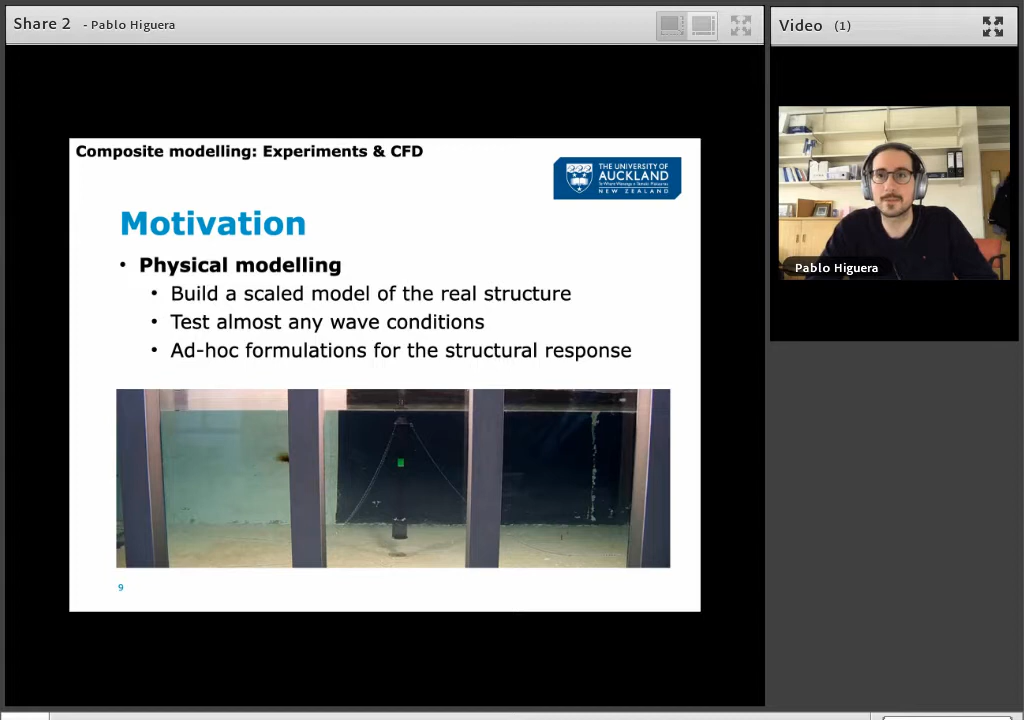 Share 2 - Pablo Higuera
Video (1)
Composite modelling: Experiments & CFD
THE UNIVERSITY OF
AUCKLAND
NEW ZEALAND
Motivation
• Physical modelling
• Build a scaled model of the real structure
• Test almost any wave conditions
• Ad-hoc formulations for the structural response
9
Pablo Higuera